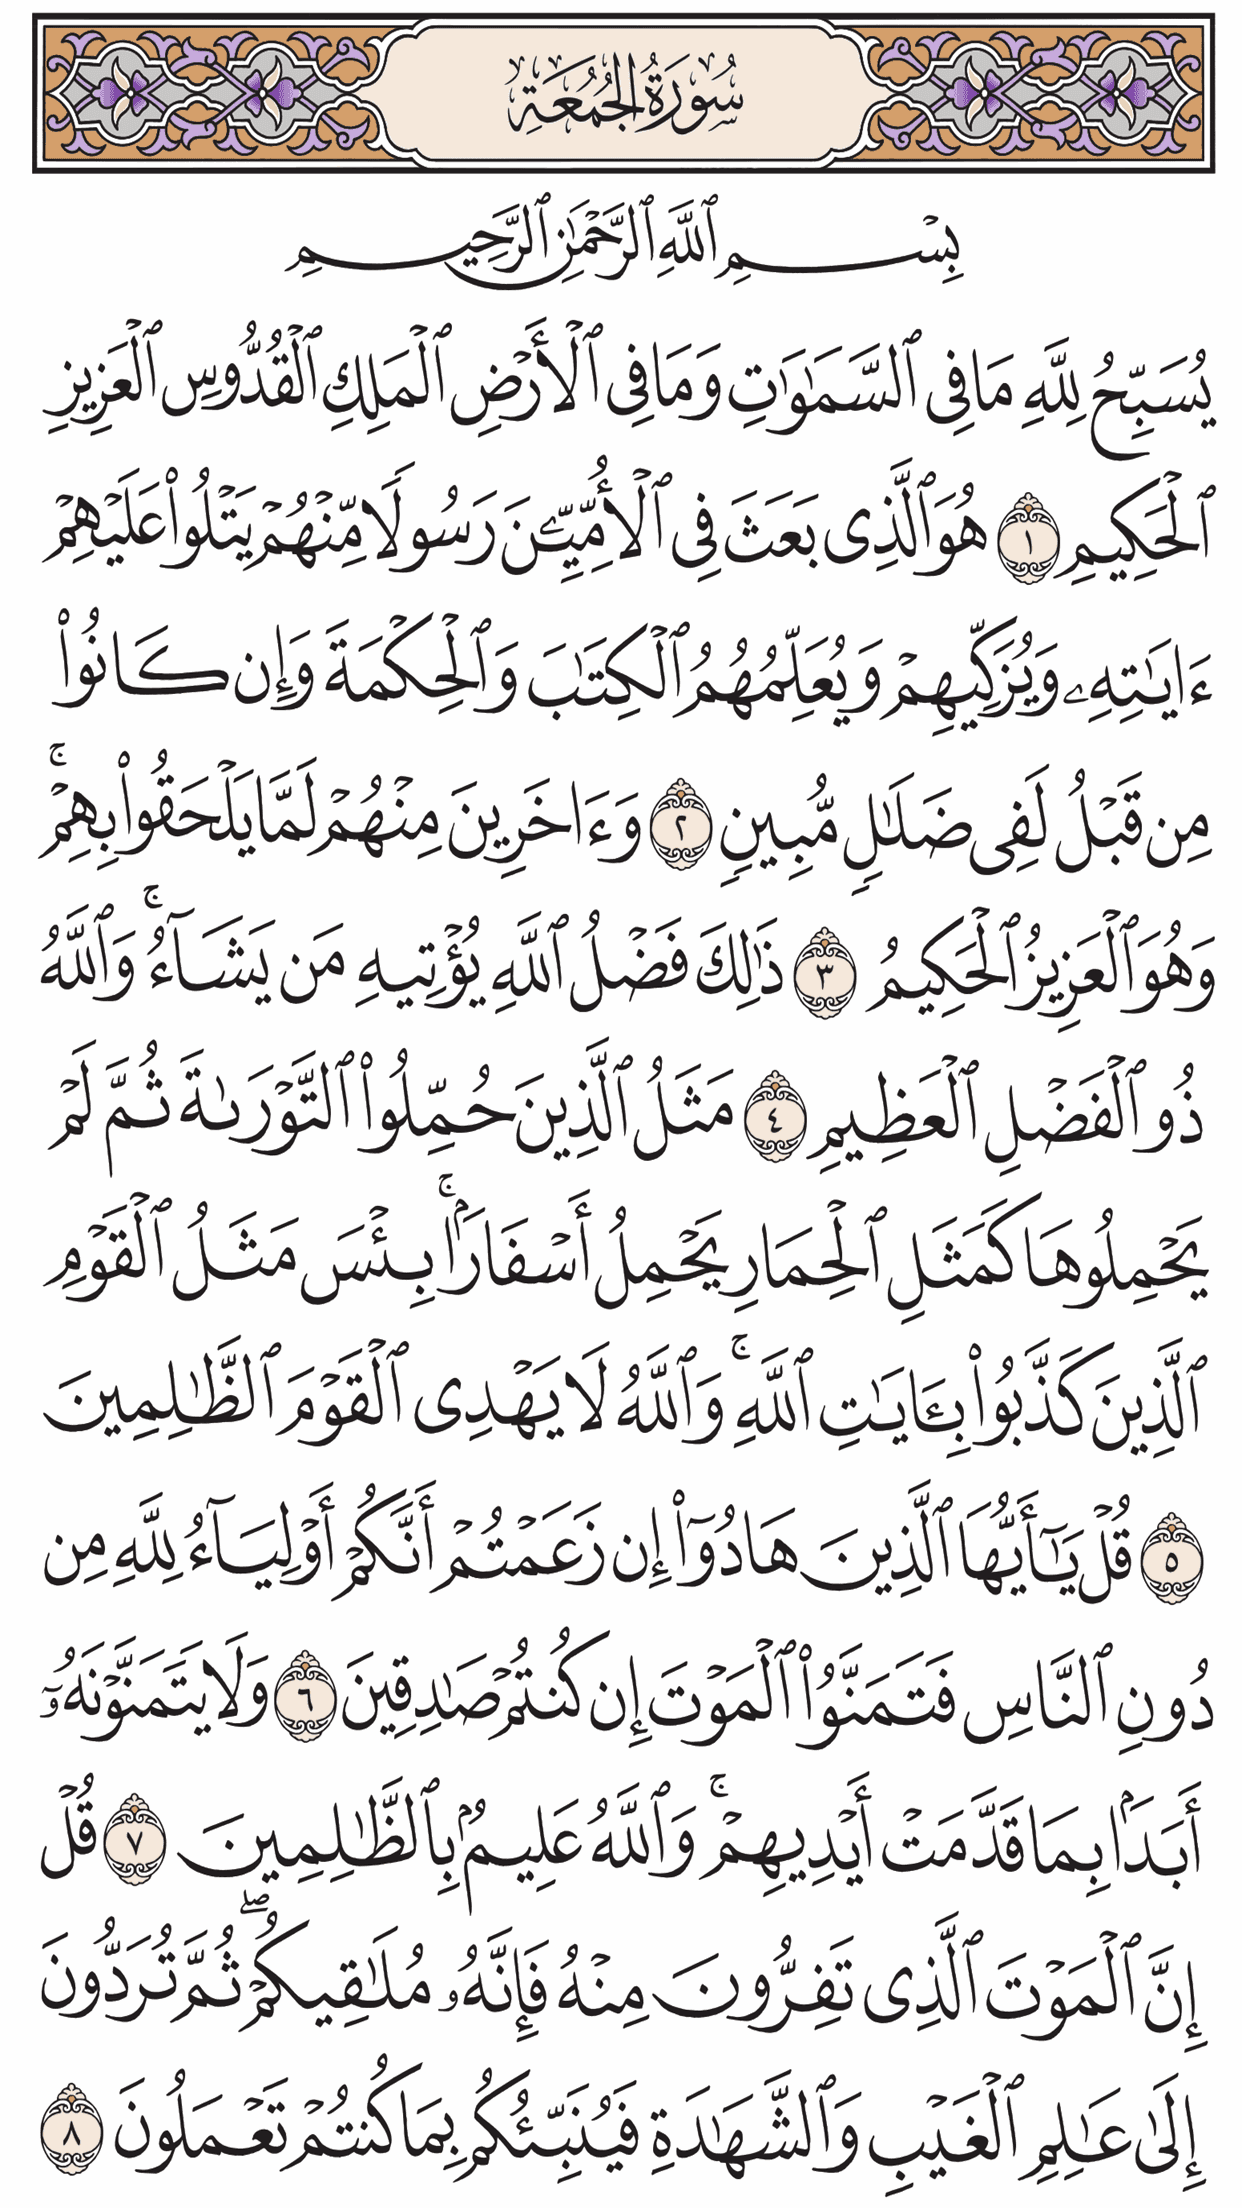 سُورَةُ الجُمُعَةِ
بِسْمِ ٱللَّهِ ٱلرَّحْمَٰنِ ٱلرَّحِيمِ
يُسَبِّحُ لِلَّهِ مَا فِى ٱلسَّمَٰوَٰتِ وَمَا فِى ٱلْأَرْضِ ٱلْمَلِكِ ٱلْقُدُّوسِ ٱلْعَزِيزِ
ٱلْحَكِيمِ ١ هُوَ ٱلَّذِى بَعَثَ فِى ٱلْأُمِّيِّـۧنَ رَسُولًا مِّنْهُمْ يَتْلُوا۟ عَلَيْهِمْ
ءَايَٰتِهِۦ وَيُزَكِّيهِمْ وَيُعَلِّمُهُمُ ٱلْكِتَٰبَ وَٱلْحِكْمَةَ وَإِن كَانُوا۟
مِن قَبْلُ لَفِى ضَلَٰلٍ مُّبِينٍ ٢ وَءَاخَرِينَ مِنْهُمْ لَمَّا يَلْحَقُوا۟ بِهِمْ ۚ
وَهُوَ ٱلْعَزِيزُ ٱلْحَكِيمُ ٣ ذَٰلِكَ فَضْلُ ٱللَّهِ يُؤْتِيهِ مَن يَشَآءُ ۚ وَٱللَّهُ
ذُو ٱلْفَضْلِ ٱلْعَظِيمِ ٤ مَثَلُ ٱلَّذِينَ حُمِّلُوا۟ ٱلتَّوْرَىٰةَ ثُمَّ لَمْ
يَحْمِلُوهَا كَمَثَلِ ٱلْحِمَارِ يَحْمِلُ أَسْفَارًۢا ۚ بِئْسَ مَثَلُ ٱلْقَوْمِ
ٱلَّذِينَ كَذَّبُوا۟ بِـَٔايَٰتِ ٱللَّهِ ۚ وَٱللَّهُ لَا يَهْدِى ٱلْقَوْمَ ٱلظَّٰلِمِينَ
٥ قُلْ يَٰٓأَيُّهَا ٱلَّذِينَ هَادُوٓا۟ إِن زَعَمْتُمْ أَنَّكُمْ أَوْلِيَآءُ لِلَّهِ مِن
دُونِ ٱلنَّاسِ فَتَمَنَّوُا۟ ٱلْمَوْتَ إِن كُنتُمْ صَٰدِقِينَ ٦ وَلَا يَتَمَنَّوْنَهُۥٓ
أَبَدًۢا بِمَا قَدَّمَتْ أَيْدِيهِمْ ۚ وَٱللَّهُ عَلِيمٌۢ بِٱلظَّٰلِمِينَ ٧ قُلْ
إِنَّ ٱلْمَوْتَ ٱلَّذِى تَفِرُّونَ مِنْهُ فَإِنَّهُۥ مُلَٰقِيكُمْ ۖ ثُمَّ تُرَدُّونَ
إِلَىٰ عَٰلِمِ ٱلْغَيْبِ وَٱلشَّهَٰدَةِ فَيُنَبِّئُكُم بِمَا كُنتُمْ تَعْمَلُونَ ٨